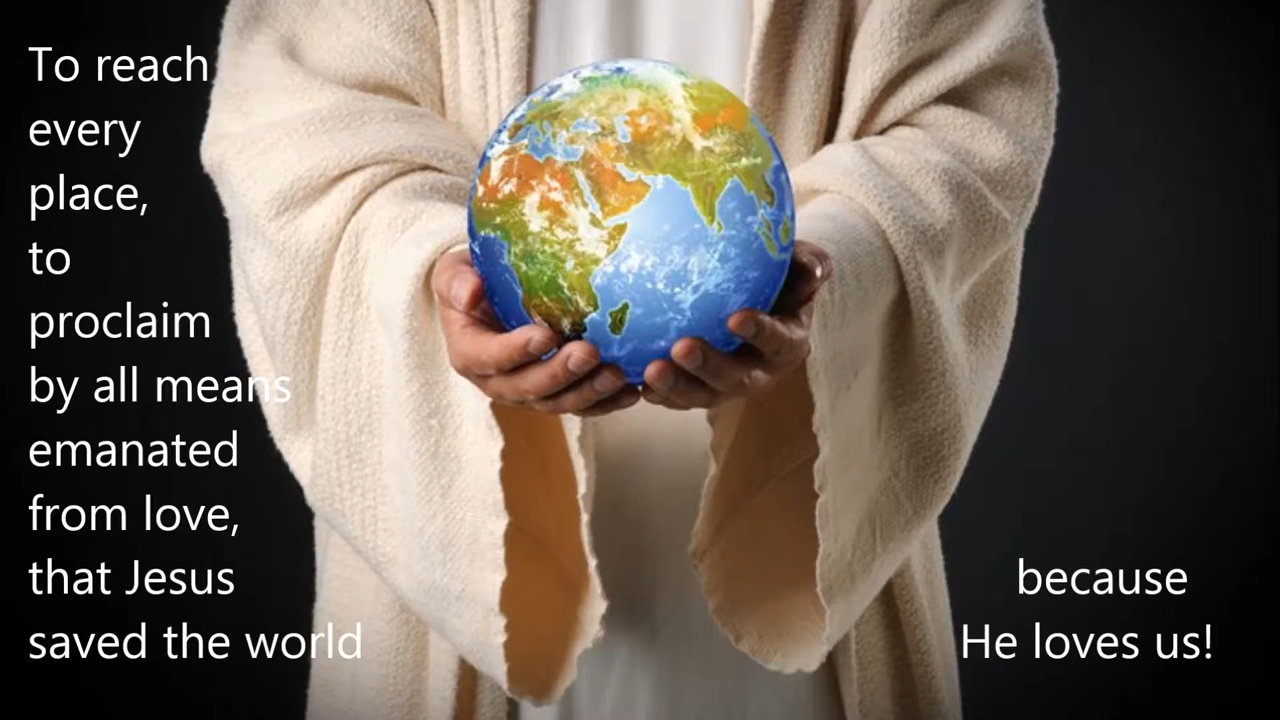 To reach
every
place,
to
proclaim
by all means
emanated
from love,
that Jesus
saved the world
because
He loves us!